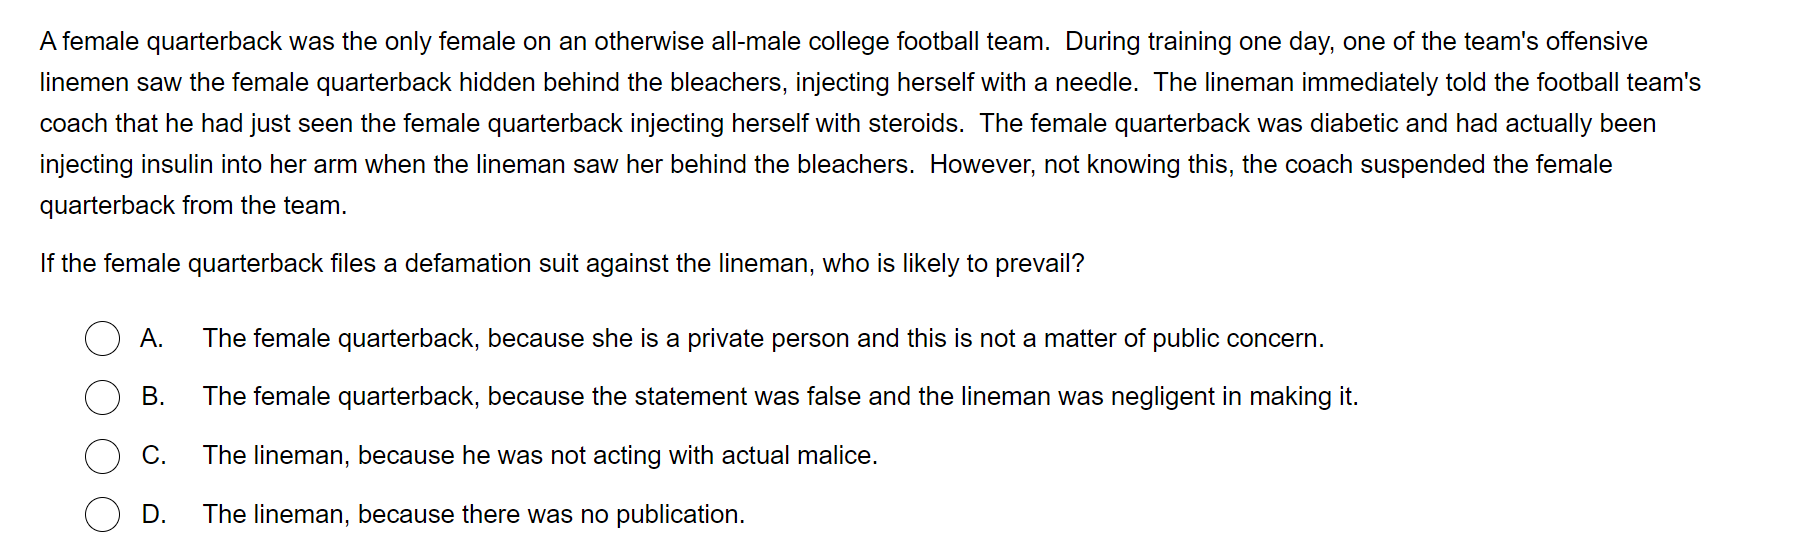 A female quarterback was the only female on an otherwise all-male college football team.  During training one day, one of the team's offensive
linemen saw the female quarterback hidden behind the bleachers, injecting herself with a needle.  The lineman immediately told the football team's
coach that he had just seen the female quarterback injecting herself with steroids.  The female quarterback was diabetic and had actually been
injecting insulin into her arm when the lineman saw her behind the bleachers.  However, not knowing this, the coach suspended the female
quarterback from the team.
If the female quarterback files a defamation suit against the lineman, who is likely to prevail?
A. The female quarterback, because she is a private person and this is not a matter of public concern.
B. The female quarterback, because the statement was false and the lineman was negligent in making it.
C. The lineman, because he was not acting with actual malice.
D. The lineman, because there was no publication.